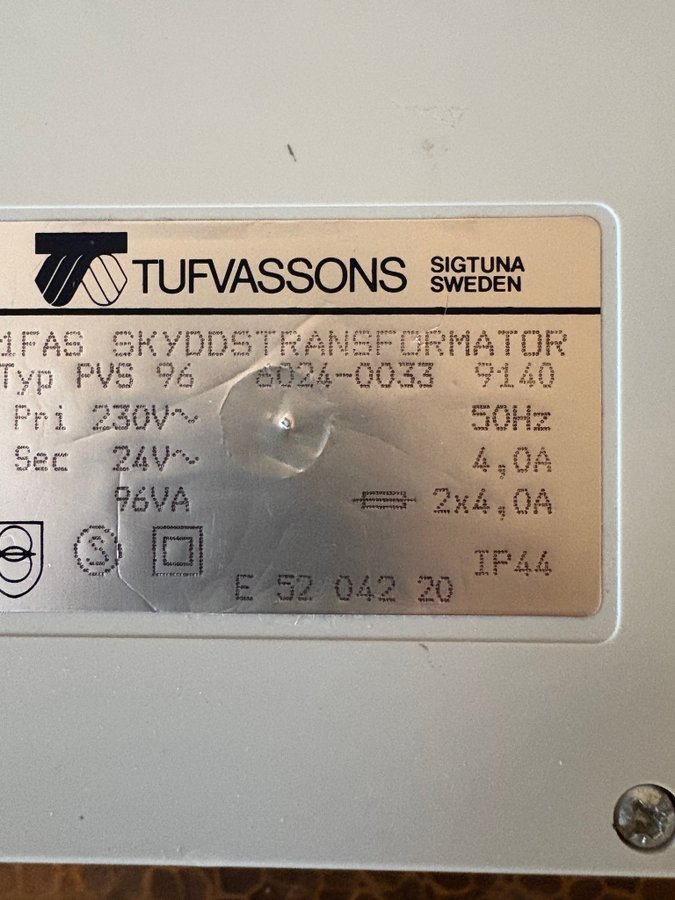 TUFVASSONS SIGTUNA
SWEDEN
1FAS SKYDDSTRANSFORMATOR
Typ PVS 96 6024-0033 9140
Pri 230V~ 50Hz
Sec 24V~ 4,0A
96VA 2x4,0A
S IP44
E 52 042 20